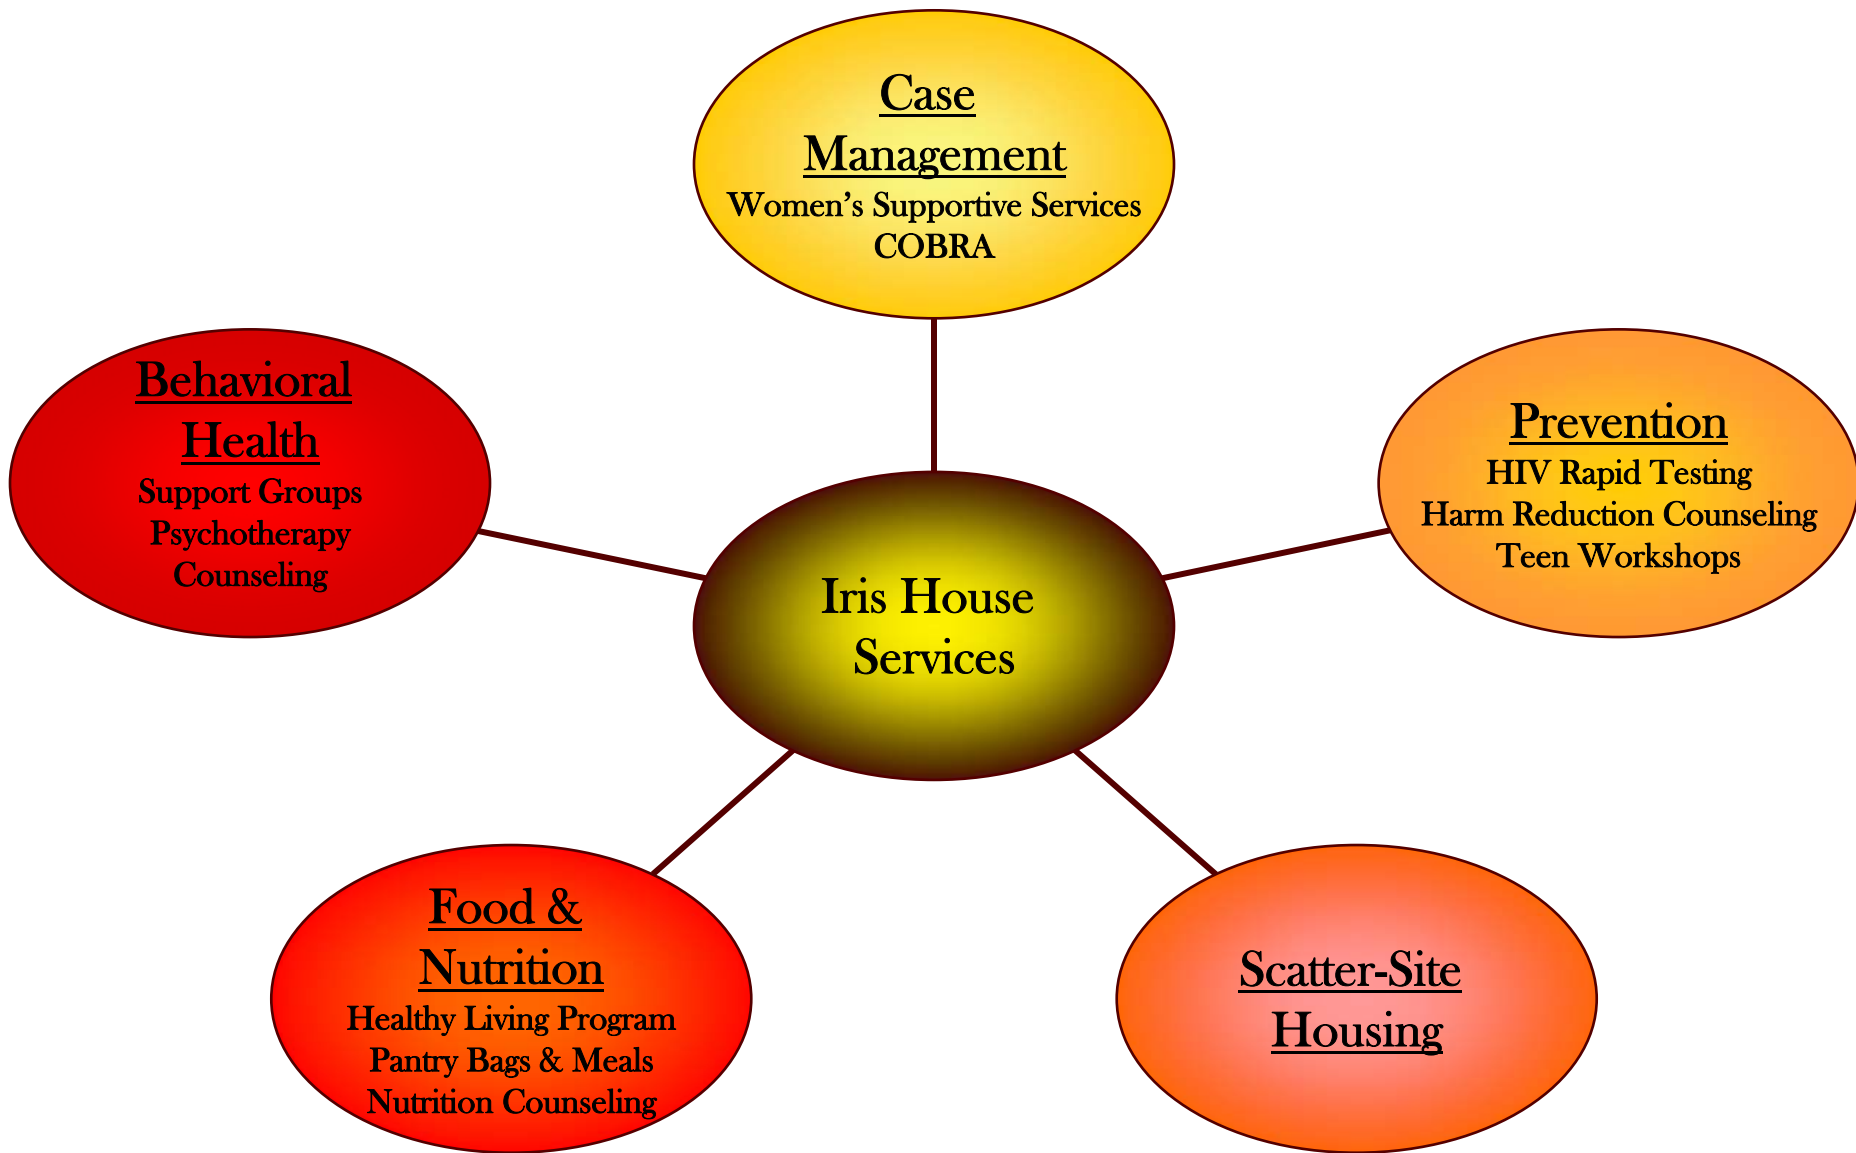 Case
Management
Women’s Supportive Services
COBRA
Behavioral
Health
Support Groups
Psychotherapy
Counseling
Prevention
HIV Rapid Testing
Harm Reduction Counseling
Teen Workshops
Iris House
Services
Food &
Nutrition
Healthy Living Program
Pantry Bags & Meals
Nutrition Counseling
Scatter-Site
Housing